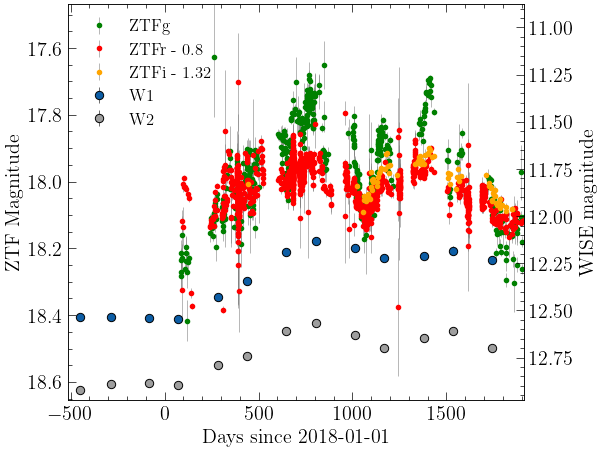 ZTFg
ZTFr - 0.8
ZTFi - 1.32
W1
W2
17.6
17.8
18.0
18.2
18.4
18.6
ZTF Magnitude
11.00
11.25
11.50
11.75
12.00
12.25
12.50
12.75
WISE magnitude
−500
0
500
1000
1500
Days since 2018-01-01